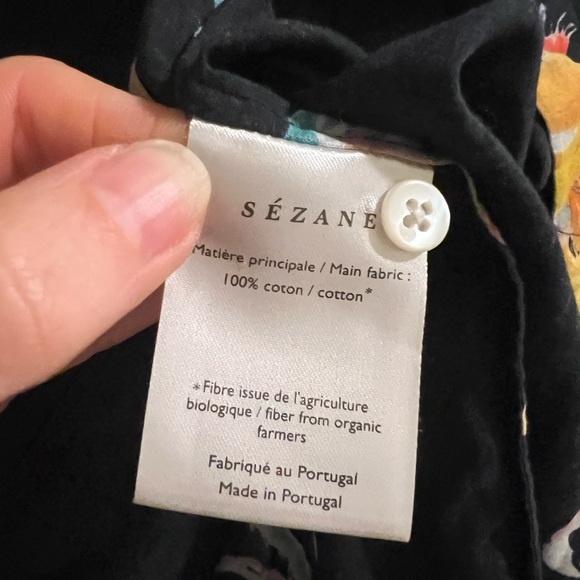 SÉZANE
Matière principale / Main fabric :
100% coton / cotton*
*Fibre issue de l'agriculture
biologique / fiber from organic
farmers
Fabriqué au Portugal
Made in Portugal